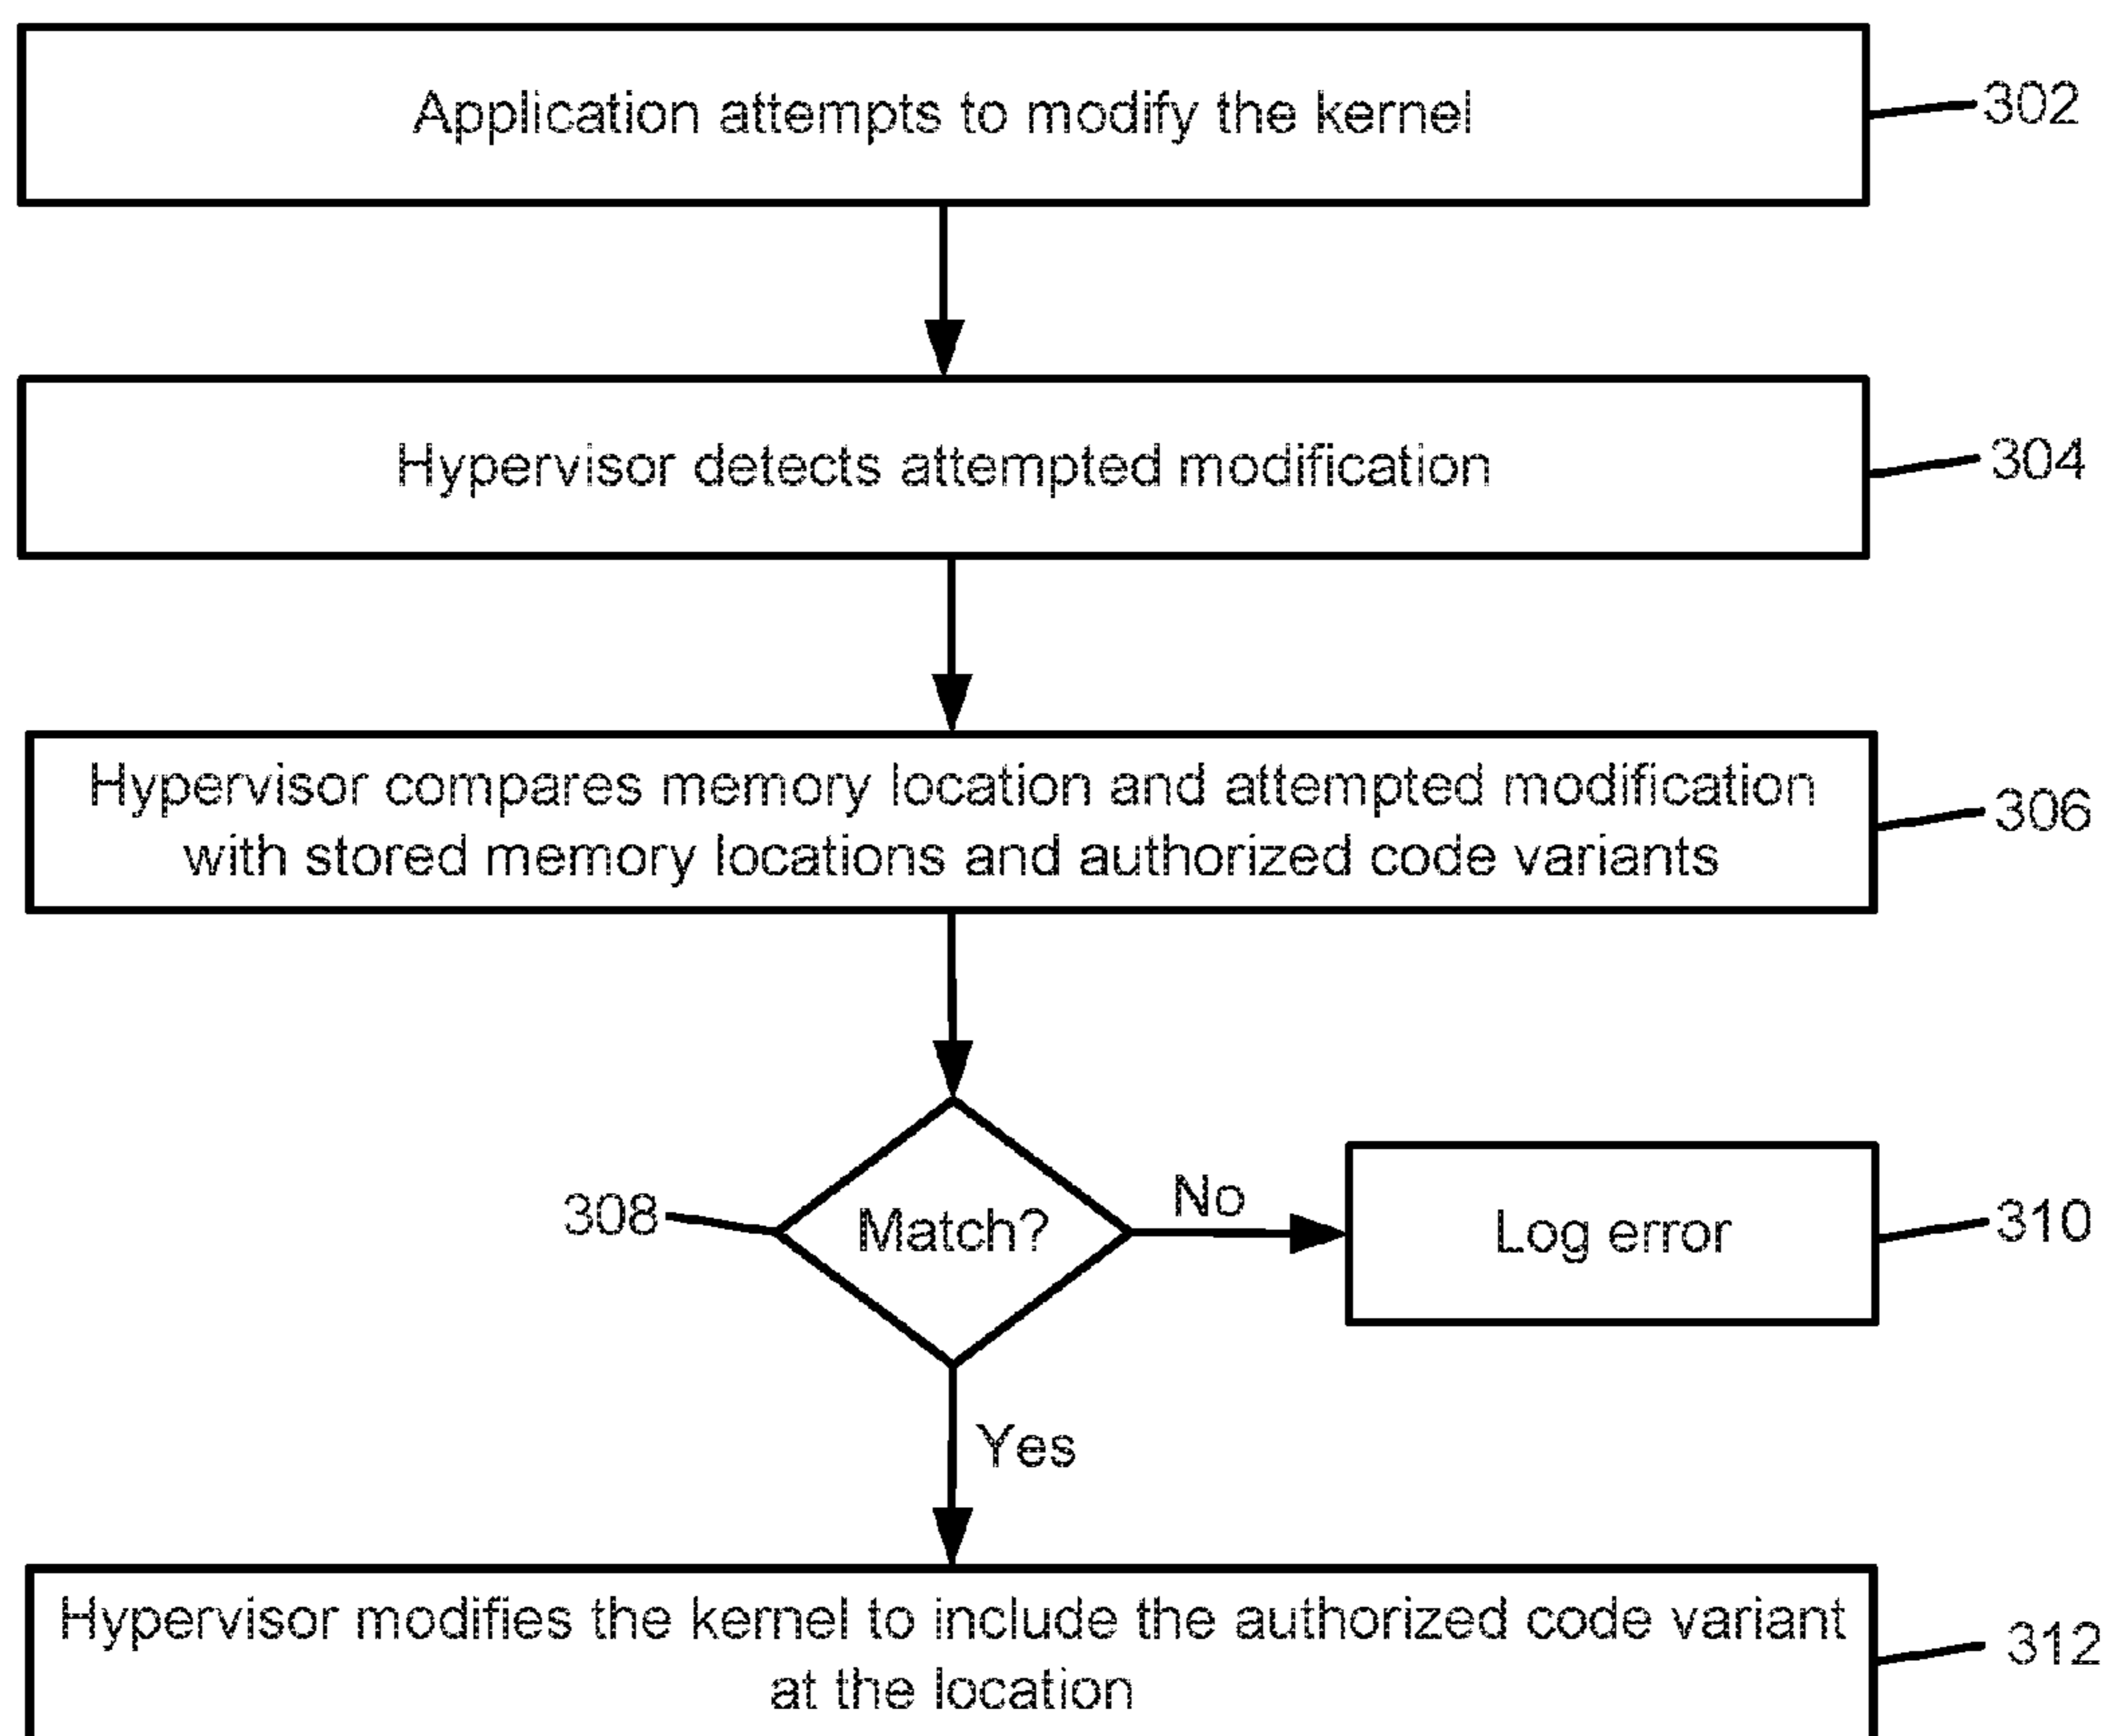 Application attempts to modify the kernel
302
Hypervisor detects attempted modification
304
Hypervisor compares memory location and attempted modification
with stored memory locations and authorized code variants
306
308
Match?
No
Log error
310
Yes
Hypervisor modifies the kernel to include the authorized code variant
at the location
312